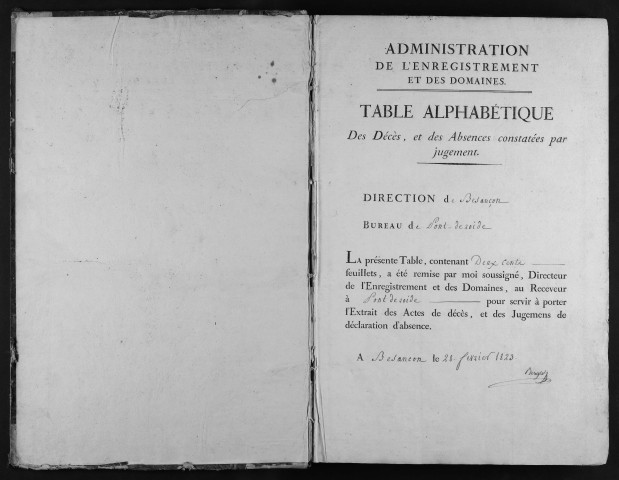 ADMINISTRATION
DE L'ENREGISTREMENT
ET DES DOMAINES.
TABLE ALPHABÉTIQUE
Des Décès, et des Absences constatées par
jugement.
DIRECTION de Besançon
BUREAU de Pont-de roide
LA présente Table, contenant Deux cents
feuillets, a été remise par moi soussigné, Directeur
de l'Enregistrement et des Domaines, au Receveur
à Pont de roide pour servir à porter
l'Extrait des Actes de décès, et des Jugemens de
déclaration d'absence.
A Besançon le 28 février 1823